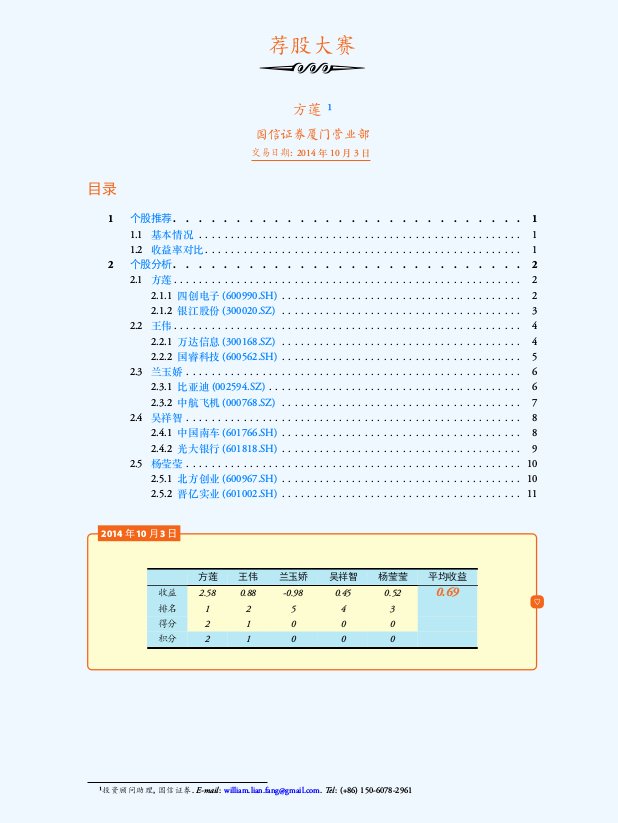 荐股大赛
方莲 1
国信证券厦门营业部
交易日期: 2014 年 10 月 3 日
目录
1 个股推荐 . . . . . . . . . . . . . . . . . . . . . . . . . . . 1
1.1 基本情况 . . . . . . . . . . . . . . . . . . . . . . . . . . . 1
1.2 收益率对比 . . . . . . . . . . . . . . . . . . . . . . . . . . . 1
2 个股分析 . . . . . . . . . . . . . . . . . . . . . . . . . . . 2
2.1 方莲 . . . . . . . . . . . . . . . . . . . . . . . . . . . 2
2.1.1 四创电子 (600990.SH) . . . . . . . . . . . . . . . . . . . . 2
2.1.2 银江股份 (300020.SZ) . . . . . . . . . . . . . . . . . . . . 3
2.2 王伟 . . . . . . . . . . . . . . . . . . . . . . . . . . . 4
2.2.1 万达信息 (300168.SZ) . . . . . . . . . . . . . . . . . . . . 4
2.2.2 国睿科技 (600562.SH) . . . . . . . . . . . . . . . . . . . . 5
2.3 兰玉娇 . . . . . . . . . . . . . . . . . . . . . . . . . . . 6
2.3.1 比亚迪 (002594.SZ) . . . . . . . . . . . . . . . . . . . . 6
2.3.2 中航飞机 (000768.SZ) . . . . . . . . . . . . . . . . . . . . 7
2.4 吴祥智 . . . . . . . . . . . . . . . . . . . . . . . . . . . 8
2.4.1 中国南车 (601766.SH) . . . . . . . . . . . . . . . . . . . . 8
2.4.2 光大银行 (601818.SH) . . . . . . . . . . . . . . . . . . . . 9
2.5 杨莹莹 . . . . . . . . . . . . . . . . . . . . . . . . . . . 10
2.5.1 北方创业 (600967.SH) . . . . . . . . . . . . . . . . . . . . 10
2.5.2 晋亿实业 (601002.SH) . . . . . . . . . . . . . . . . . . . . 11
2014 年 10 月 3 日
方莲 王伟 兰玉娇 吴祥智 杨莹莹 平均收益
收益 2.58 0.88 -0.98 0.45 0.52 0.69
排名 1 2 5 4 3
得分 2 1 0 0 0
积分 2 1 0 0 0
1投资顾问助理, 国信证券. E-mail: william.lian.fang@gmail.com. Tel: (+86) 150-6078-2961